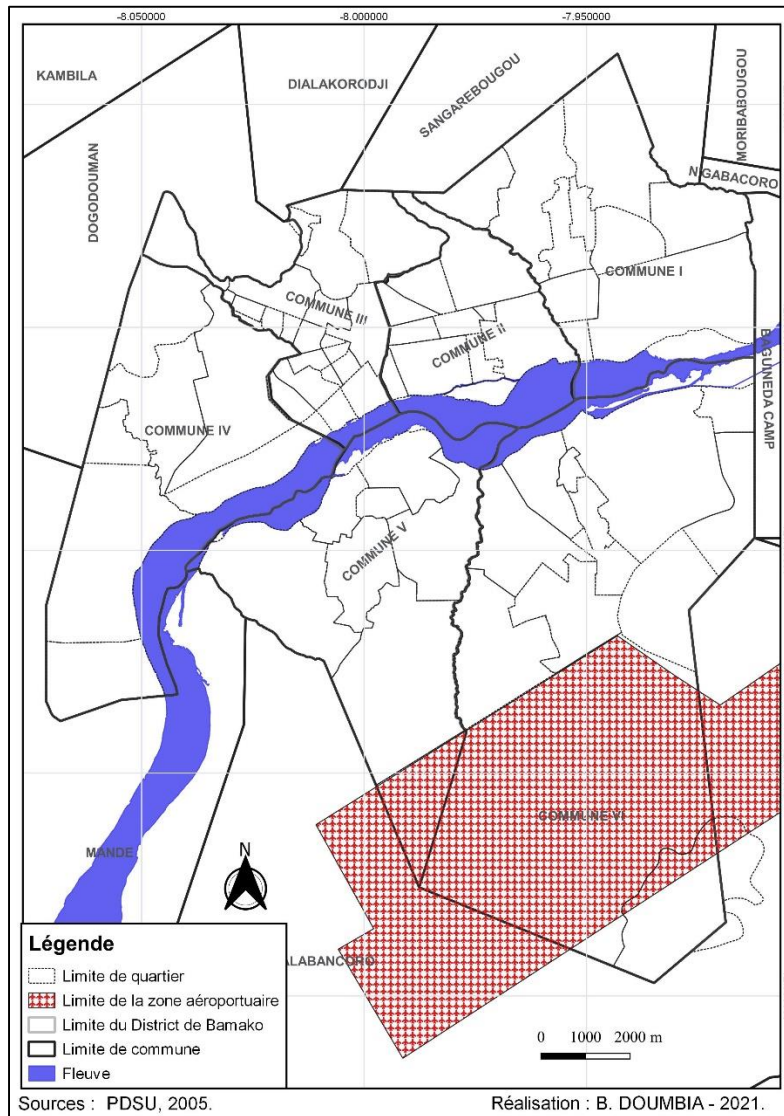 -8.050000 -8.000000 -7.950000
KAMBILA
DIALAKORODJI
SANGAREBOUGOU
MORIBABOUGOU
N'GABACORO
DOGODOUMAN
COMMUNE I
COMMUNE III
COMMUNE ii
BAGUINEDA CAMP
COMMUNE IV
COMMUNE V
COMMUNE VI
MANDE
N
ALABANCORO
Légende
Limite de quartier
Limite de la zone aéroportuaire
Limite du District de Bamako
Limite de commune
Fleuve
0 1000 2000 m
Sources : PDSU, 2005. Réalisation : B. DOUMBIA - 2021.